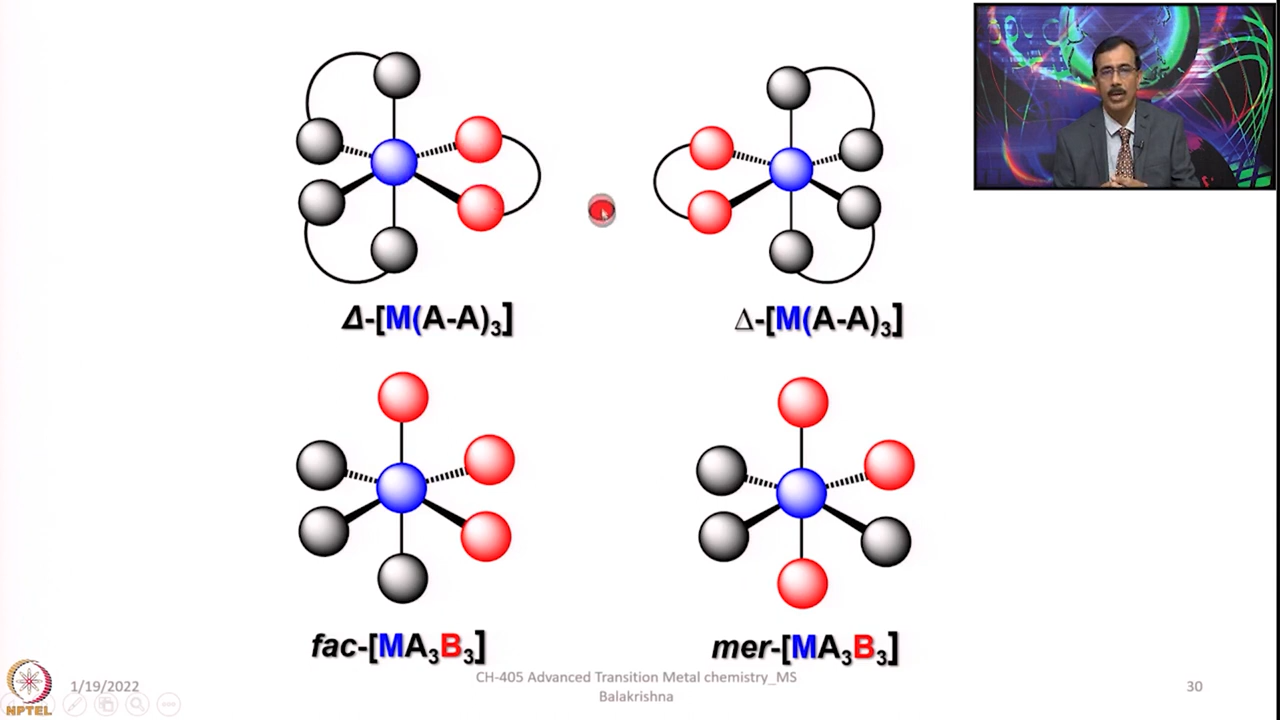 Δ-[M(A-A)3]
Δ-[M(A-A)3]
fac-[MA3B3]
mer-[MA3B3]
1/19/2022
CH-405 Advanced Transition Metal chemistry_MS
Balakrishna
30
NPTEL